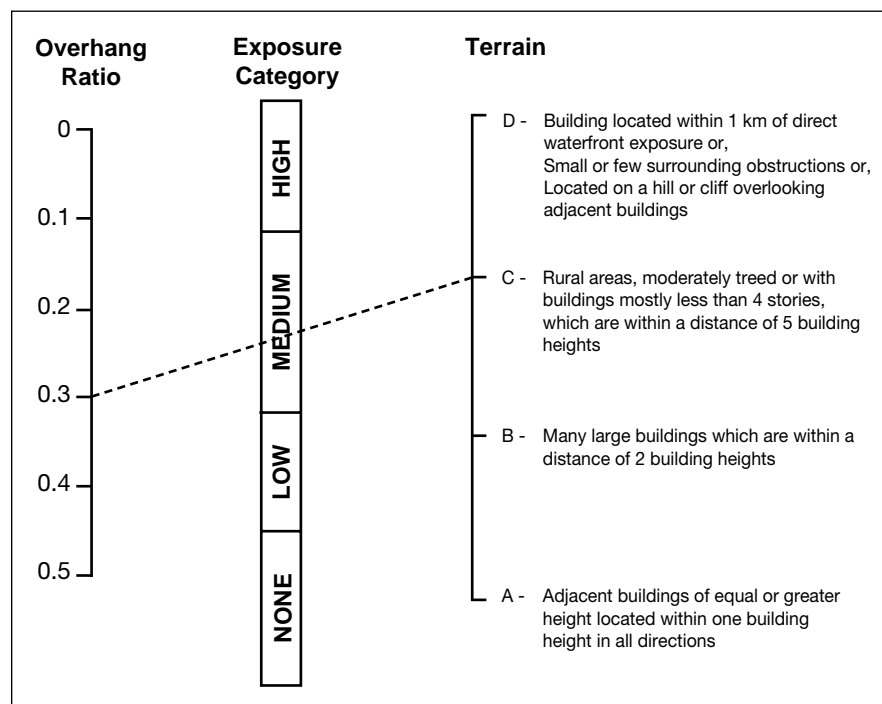 Overhang
Ratio
0
0.1
0.2
0.3
0.4
0.5
Exposure
Category
HIGH
MEDIUM
LOW
NONE
Terrain
D - Building located within 1 km of direct
waterfront exposure or,
Small or few surrounding obstructions or,
Located on a hill or cliff overlooking
adjacent buildings
C - Rural areas, moderately treed or with
buildings mostly less than 4 stories,
which are within a distance of 5 building
heights
B - Many large buildings which are within a
distance of 2 building heights
A - Adjacent buildings of equal or greater
height located within one building
height in all directions